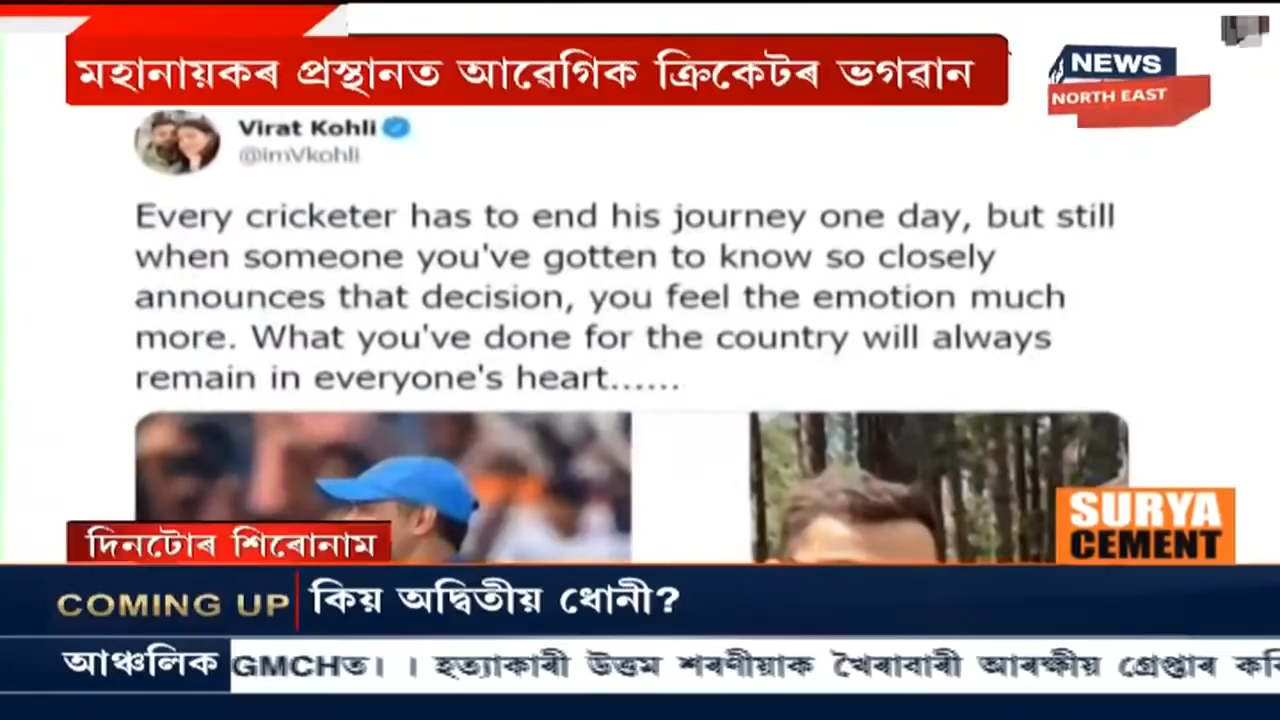 মহানায়কৰ প্ৰস্থানত আৱেগিক ক্ৰিকেটৰ ভগৱান
NEWS
NORTH EAST
Virat Kohli
@imVkohli
Every cricketer has to end his journey one day, but still
when someone you've gotten to know so closely
announces that decision, you feel the emotion much
more. What you've done for the country will always
remain in everyone's heart......
দিনটোৰ শিৰোনাম
SURYA
CEMENT
COMING UP
কিয় অদ্বিতীয় ধোনী?
আঞ্চলিক
GMCHত। । হত্যাকাৰী উত্তম শৰণীয়াক খৈৰাবাৰী আৰক্ষীয় গ্ৰেপ্তাৰ